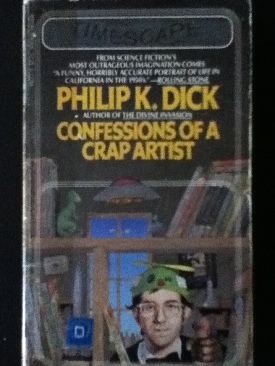 TIMESCAPE
FROM SCIENCE FICTION'S
MOST OUTRAGEOUS IMAGINATION COMES
"A FUNNY, HORRIBLY ACCURATE PORTRAIT OF LIFE IN
CALIFORNIA IN THE 1950s."—ROLLING STONE
PHILIP K. DICK
AUTHOR OF THE DIVINE INVASION
CONFESSIONS OF A
CRAP ARTIST
D